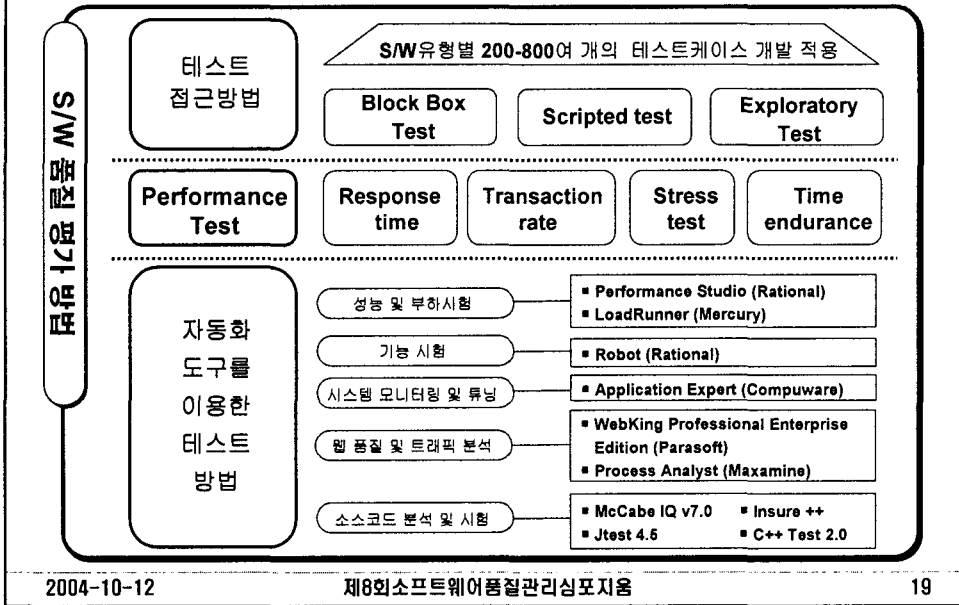 S/W 품질 평가 방법
테스트
접근방법
S/W유형별 200-800여 개의 테스트케이스 개발 적용
Block Box
Test
Scripted test
Exploratory
Test
Performance
Test
Response
time
Transaction
rate
Stress
test
Time
endurance
자동화
도구를
이용한
테스트
방법
성능 및 부하시험
▪ Performance Studio (Rational)
▪ LoadRunner (Mercury)
기능 시험
▪ Robot (Rational)
시스템 모니터링 및 튜닝
▪ Application Expert (Compuware)
웹 품질 및 트래픽 분석
▪ WebKing Professional Enterprise
Edition (Parasoft)
▪ Process Analyst (Maxamine)
소스코드 분석 및 시험
▪ McCabe IQ v7.0 ▪ Insure ++
▪ Jtest 4.5 ▪ C++ Test 2.0
2004-10-12 제8회소프트웨어품질관리심포지움 19